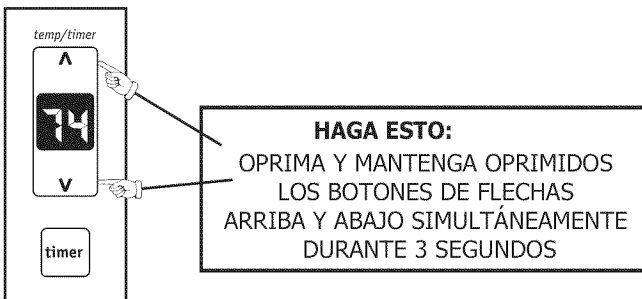 temp/timer
74
timer
HAGA ESTO:
OPRIMA Y MANTENGA OPRIMIDOS
LOS BOTONES DE FLECHAS
ARRIBA Y ABAJO SIMULTÁNEAMENTE
DURANTE 3 SEGUNDOS